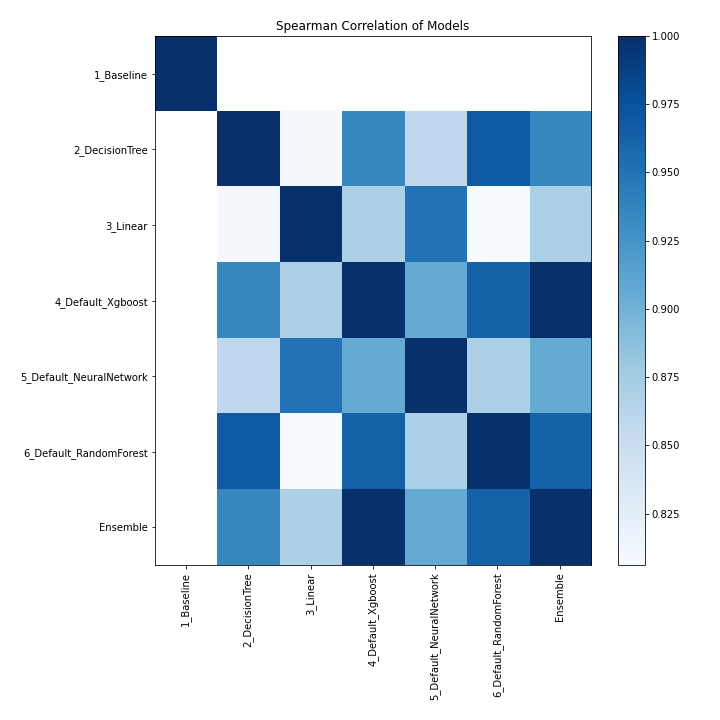 Spearman Correlation of Models
1_Baseline
2_DecisionTree
3_Linear
4_Default_Xgboost
5_Default_NeuralNetwork
6_Default_RandomForest
Ensemble
1_Baseline
2_DecisionTree
3_Linear
4_Default_Xgboost
5_Default_NeuralNetwork
6_Default_RandomForest
Ensemble
1.000
0.975
0.950
0.925
0.900
0.875
0.850
0.825